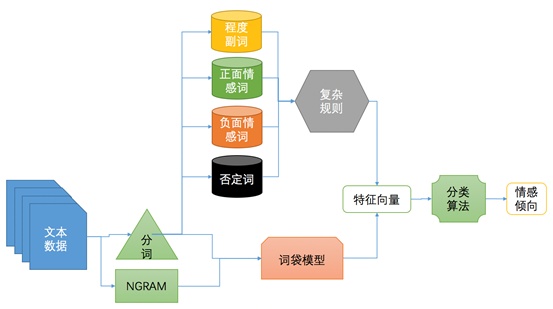 程度
副词
正面情
感词
负面情
感词
否定词
复杂
规则
文本
数据
分
词
NGRAM
词袋模型
特征向量
分类
算法
情感
倾向